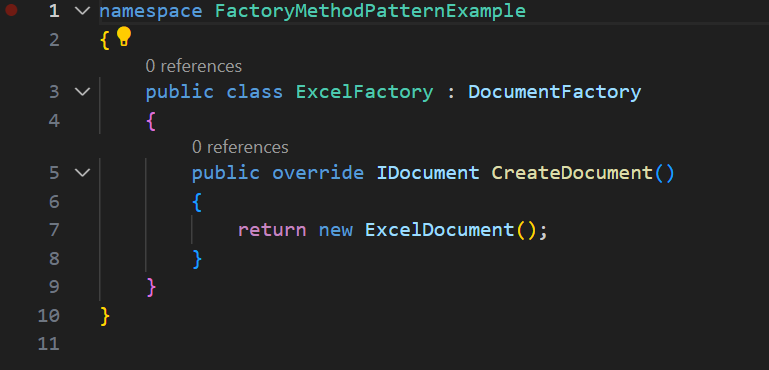 1 namespace FactoryMethodPatternExample
2 {
0 references
3 public class ExcelFactory : DocumentFactory
4 {
0 references
5 public override IDocument CreateDocument()
6 {
7 return new ExcelDocument();
8 }
9 }
10 }
11